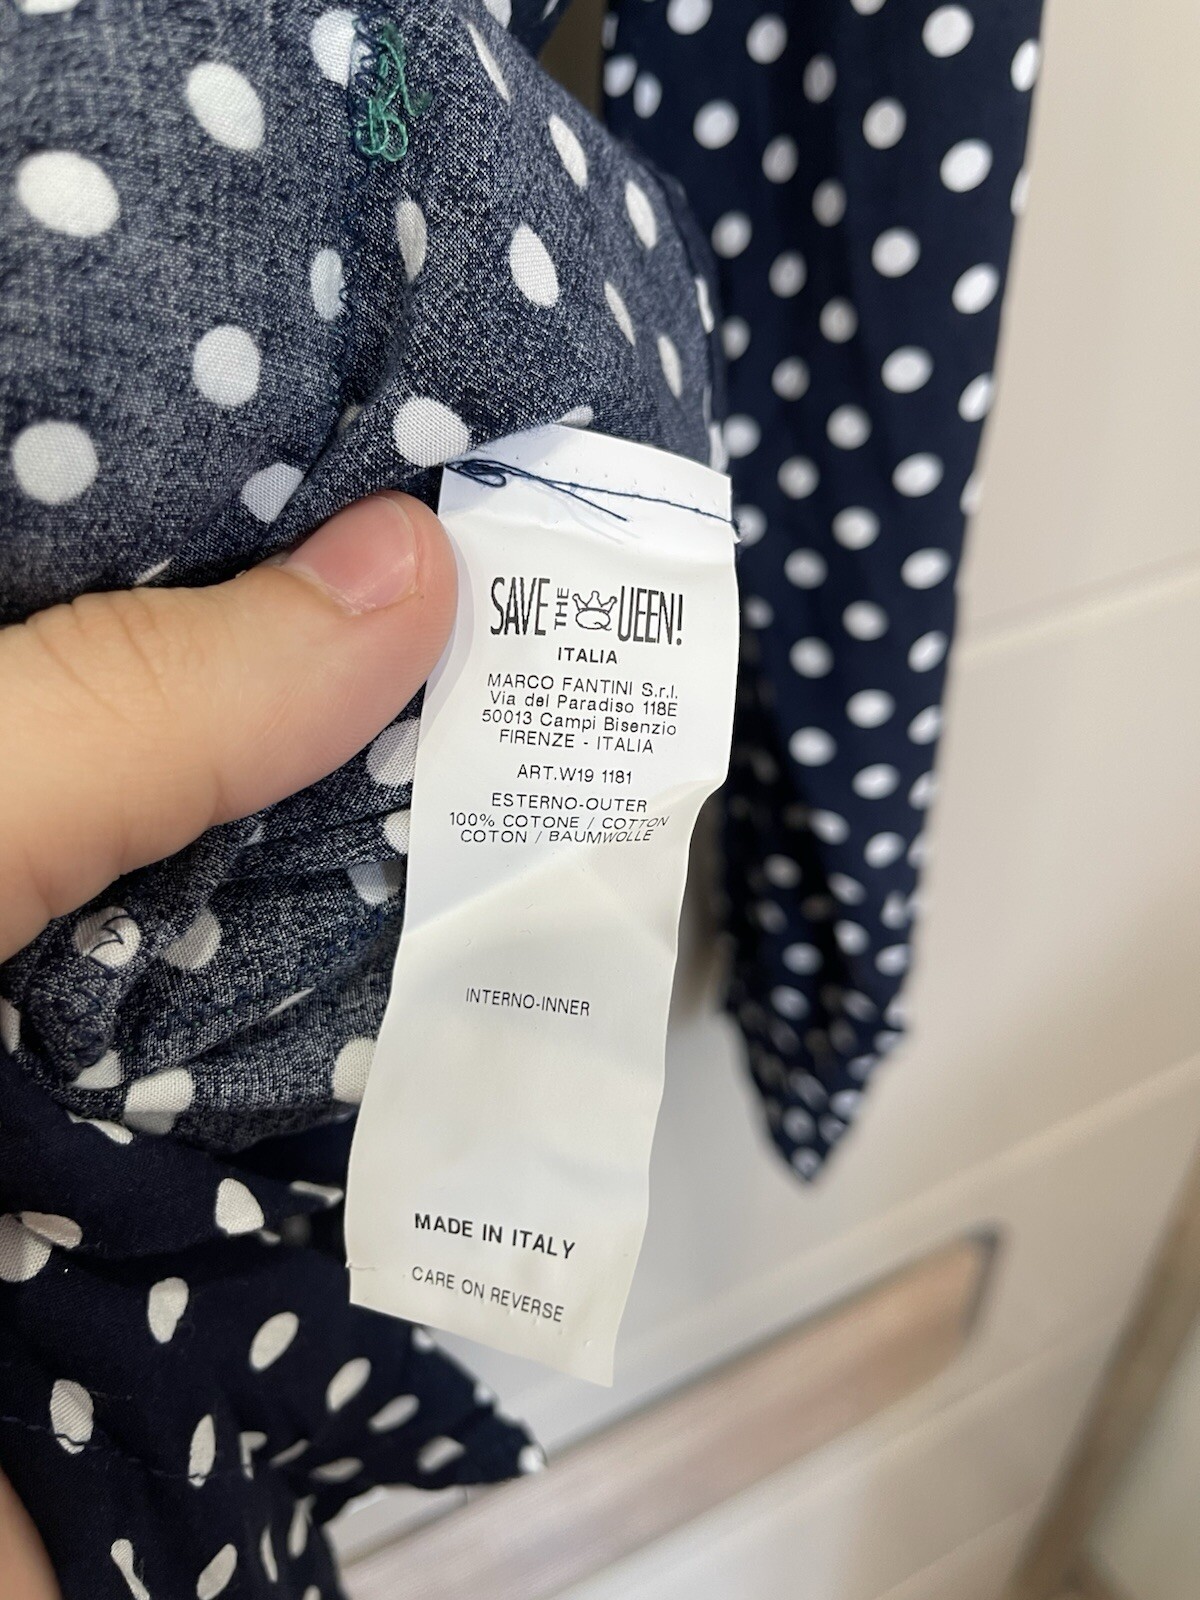 SAVE THE QUEEN!
ITALIA
MARCO FANTINI S.r.l.
Via del Paradiso 118E
50013 Campi Bisenzio
FIRENZE - ITALIA
ART.W19 1181
ESTERNO-OUTER
100% COTONE / COTTON
COTON / BAUMWOLLE
INTERNO-INNER
MADE IN ITALY
CARE ON REVERSE